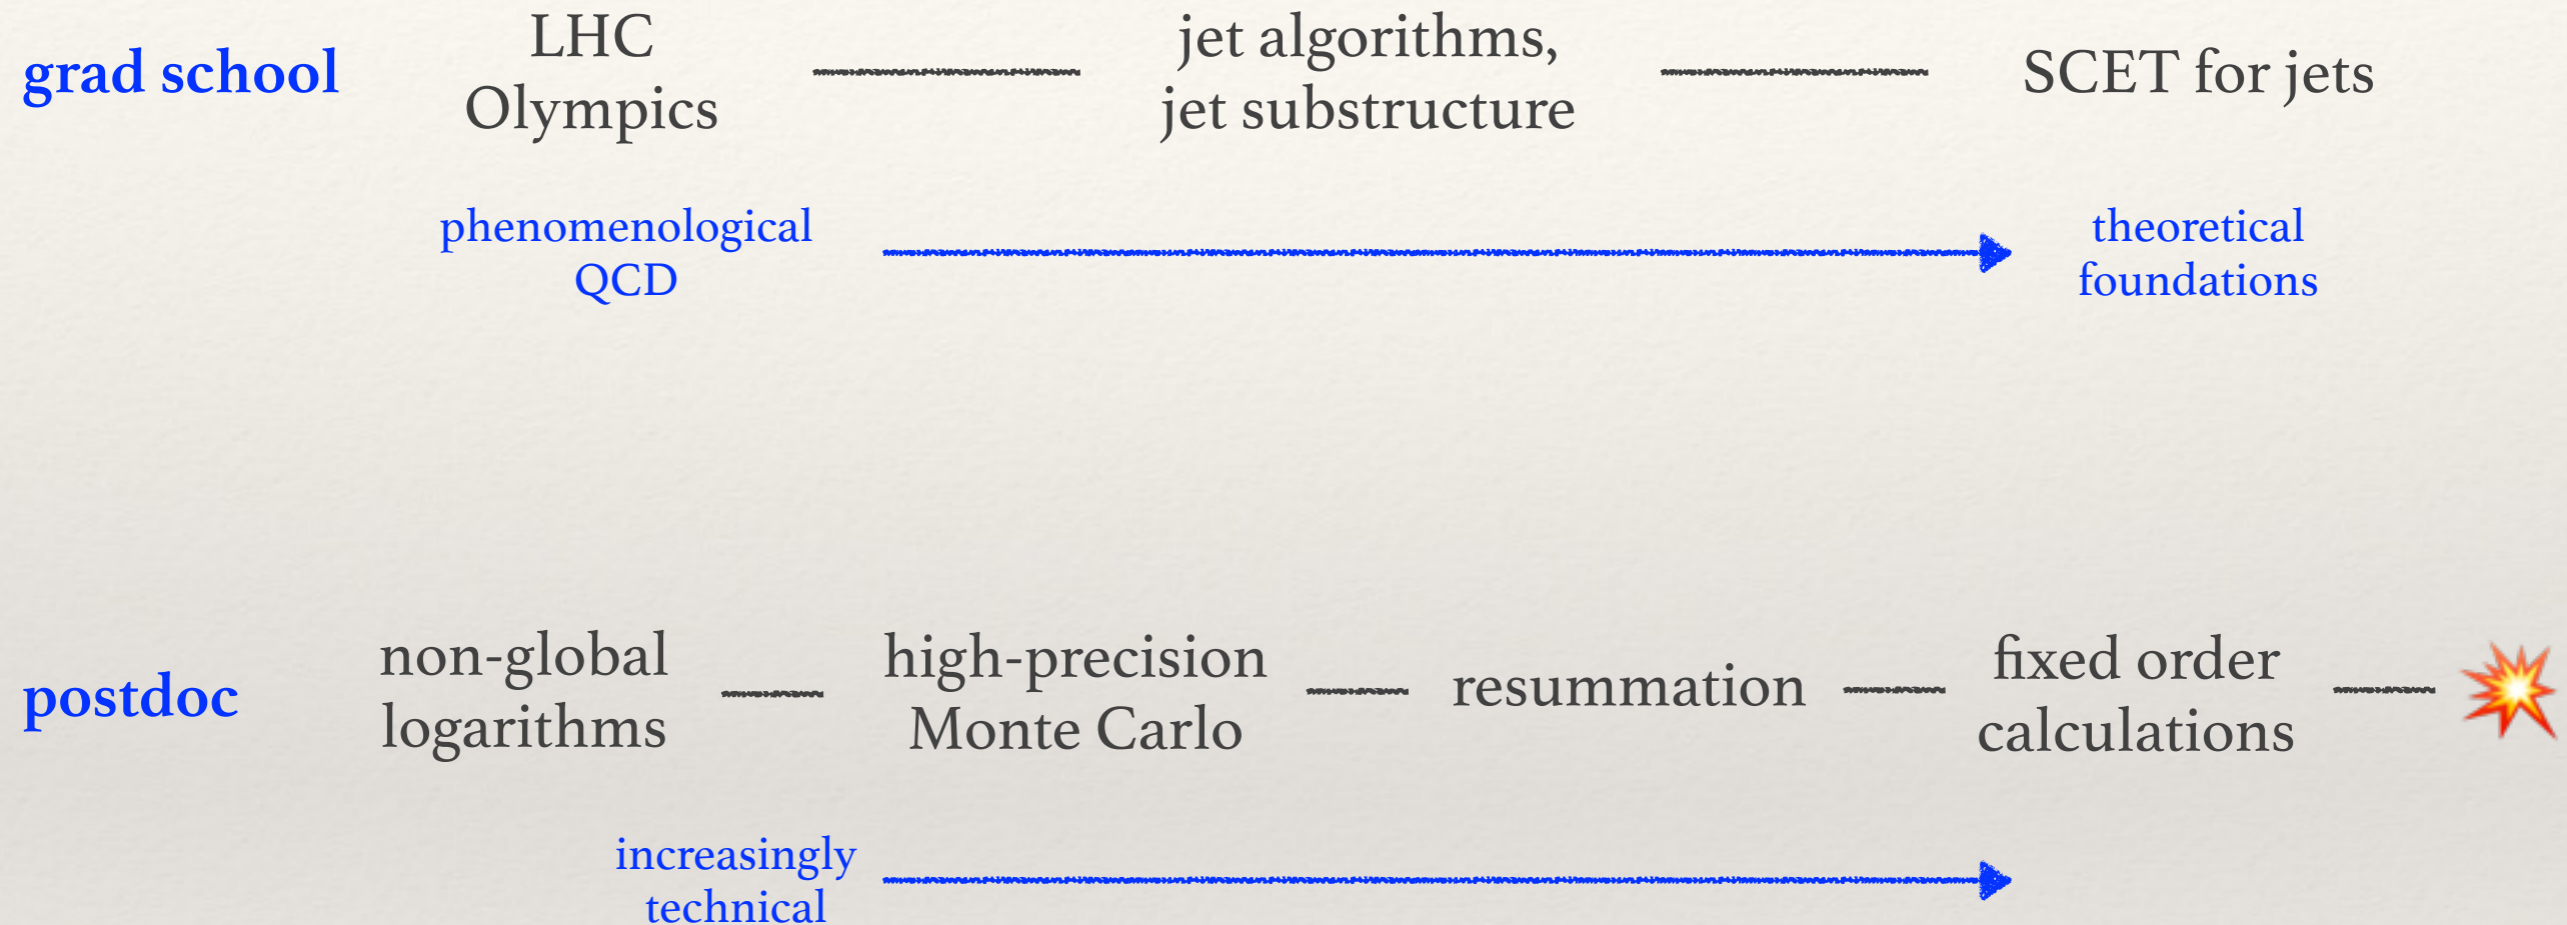 grad school
LHC
Olympics
jet algorithms,
jet substructure
SCET for jets
phenomenological
QCD
theoretical
foundations
postdoc
non-global
logarithms
high-precision
Monte Carlo
resummation
fixed order
calculations
increasingly
technical